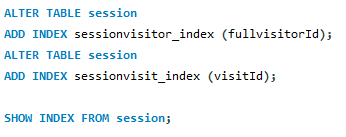 ALTER TABLE session
ADD INDEX sessionvisitor_index (fullvisitorId);
ALTER TABLE session
ADD INDEX sessionvisit_index (visitId);
SHOW INDEX FROM session;